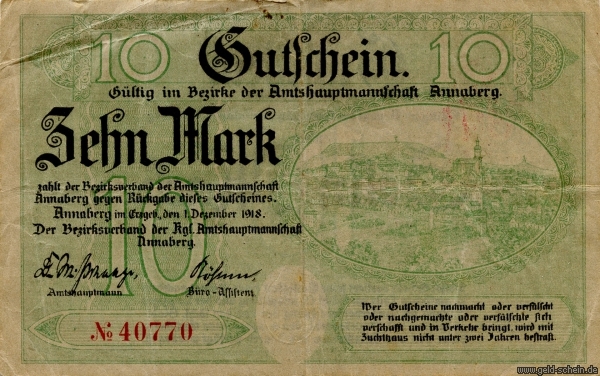 10 Gutschein. 10
Gültig im Bezirke der Amtshauptmannschaft Annaberg.
Zehn Mark
zahlt der Bezirksverband der Amtshauptmannschaft
Annaberg gegen Rückgabe dieses Gutscheines.
Annaberg im Erzgeb., den 1. Dezember 1918.
Der Bezirksverband der Kgl. Amtshauptmannschaft
Annaberg.
10
Amtshauptmann Büro-Assistent
№ 40770
Wer Gutscheine nachmacht oder verfälscht
oder nachgemachte oder verfälschte sich
verschafft und in Verkehr bringt, wird mit
Zuchthaus nicht unter zwei Jahren bestraft.
www.geld-schein.de